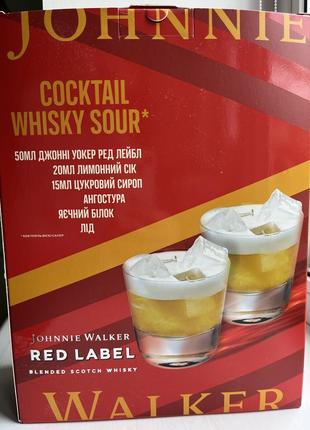 JOHNNIE
COCKTAIL
WHISKY SOUR*
50МЛ ДЖОННІ УОКЕР РЕД ЛЕЙБЛ
20МЛ ЛИМОННИЙ СІК
15МЛ ЦУКРОВИЙ СИРОП
АНГОСТУРА
ЯЄЧНИЙ БІЛОК
ЛІД
JOHNNIE WALKER
RED LABEL
BLENDED SCOTCH WHISKY
WALKER